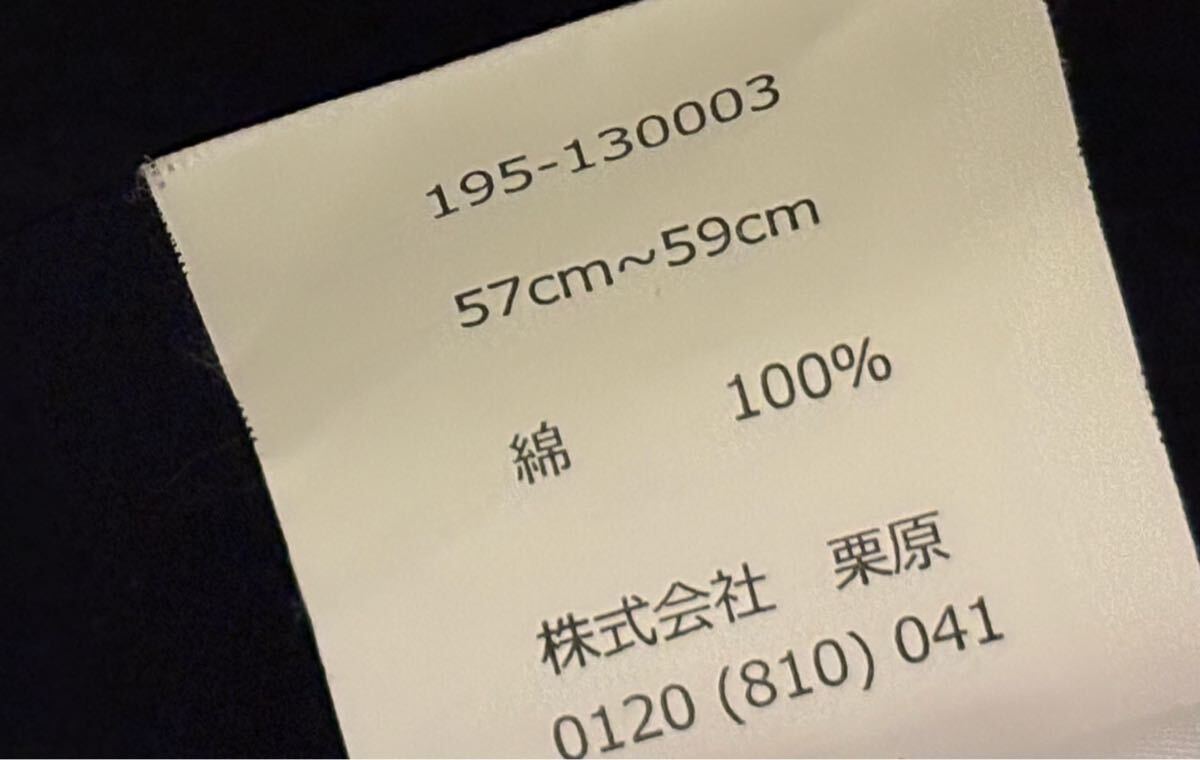 195-130003
57cm~59cm
綿 100%
株式会社 栗原
0120 (810) 041